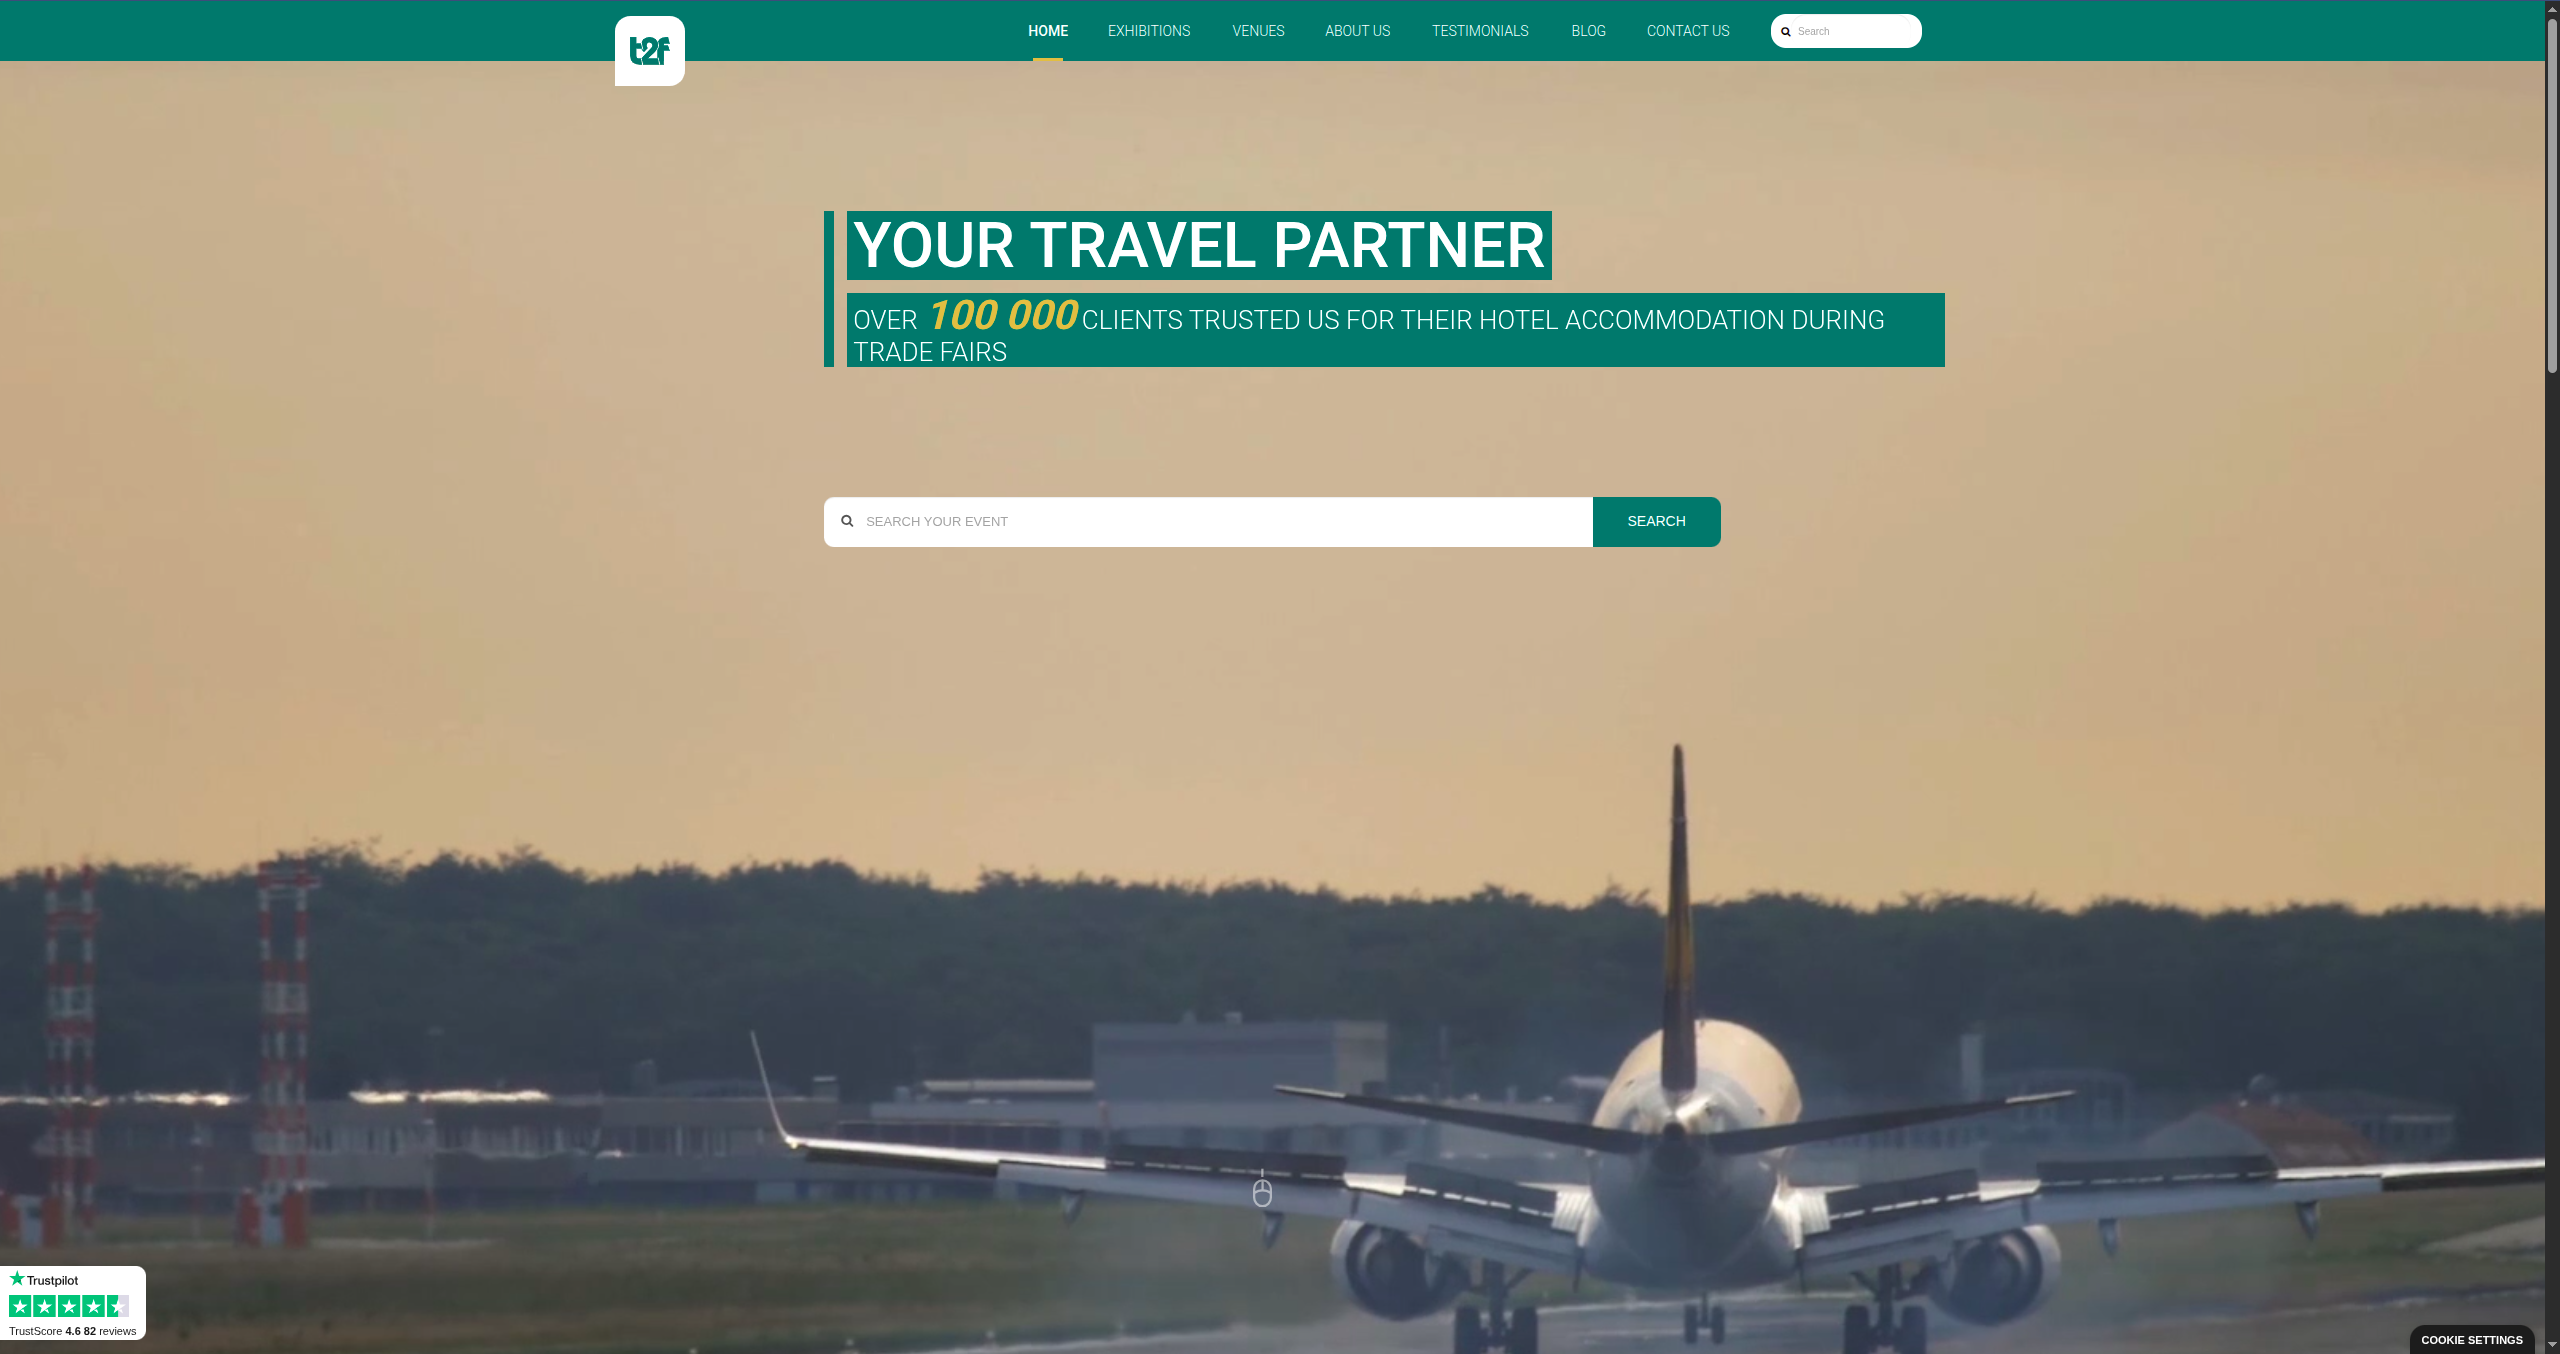 t2f
HOME EXHIBITIONS VENUES ABOUT US TESTIMONIALS BLOG CONTACT US Search
YOUR TRAVEL PARTNER
OVER 100 000 CLIENTS TRUSTED US FOR THEIR HOTEL ACCOMMODATION DURING
TRADE FAIRS
SEARCH YOUR EVENT SEARCH
Trustpilot
TrustScore 4.6 82 reviews
COOKIE SETTINGS